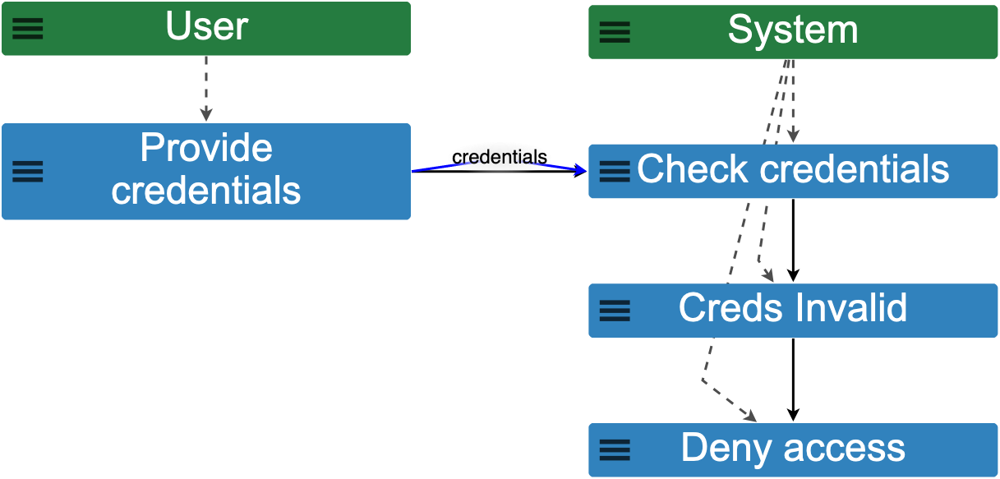 User
System
Provide
credentials
credentials
Check credentials
Creds Invalid
Deny access